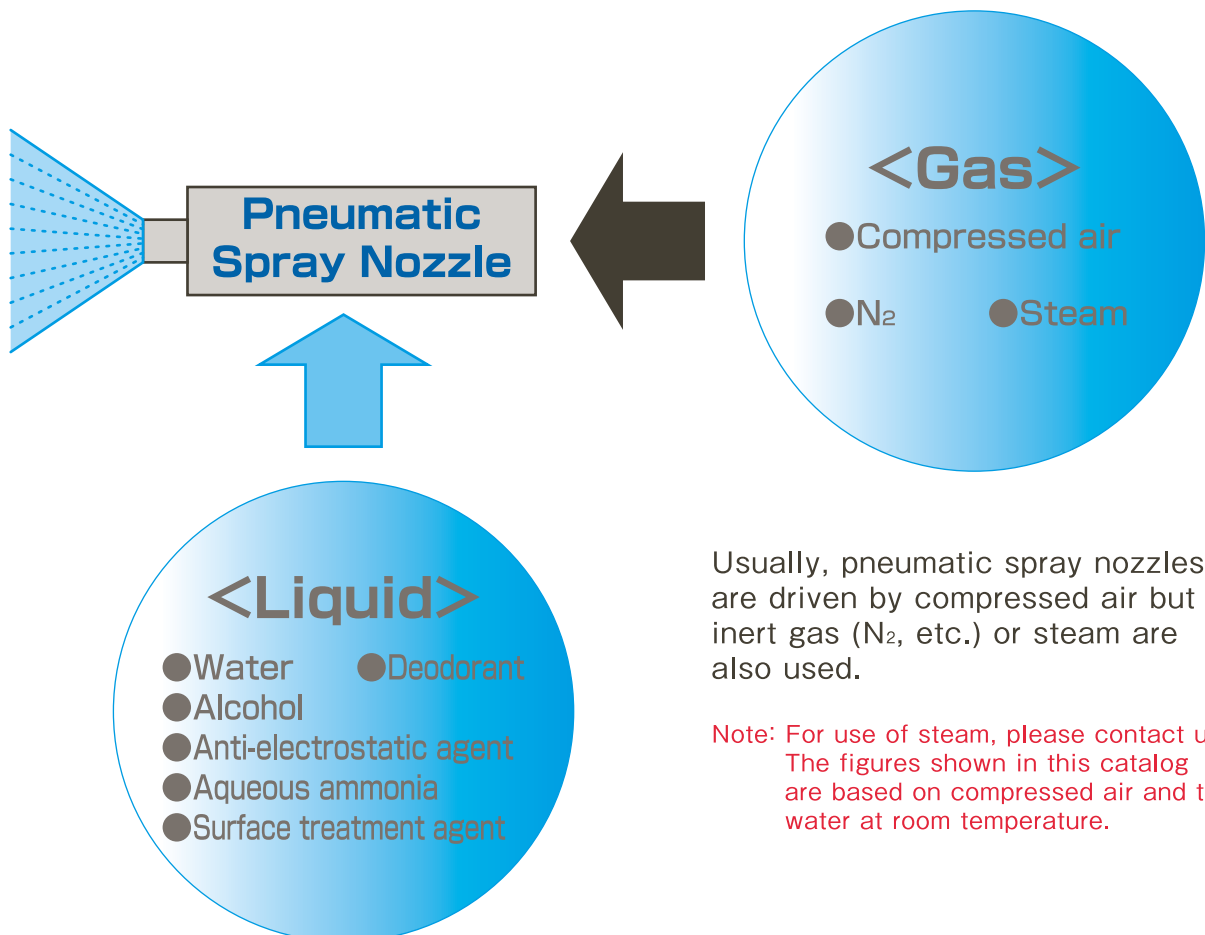 <Gas>
●Compressed air
●N₂ ●Steam
Pneumatic
Spray Nozzle
<Liquid>
●Water ●Deodorant
●Alcohol
●Anti-electrostatic agent
●Aqueous ammonia
●Surface treatment agent
Usually, pneumatic spray nozzles
are driven by compressed air but
inert gas (N₂, etc.) or steam are
also used.
Note: For use of steam, please contact
The figures shown in this catalog
are based on compressed air and
water at room temperature.